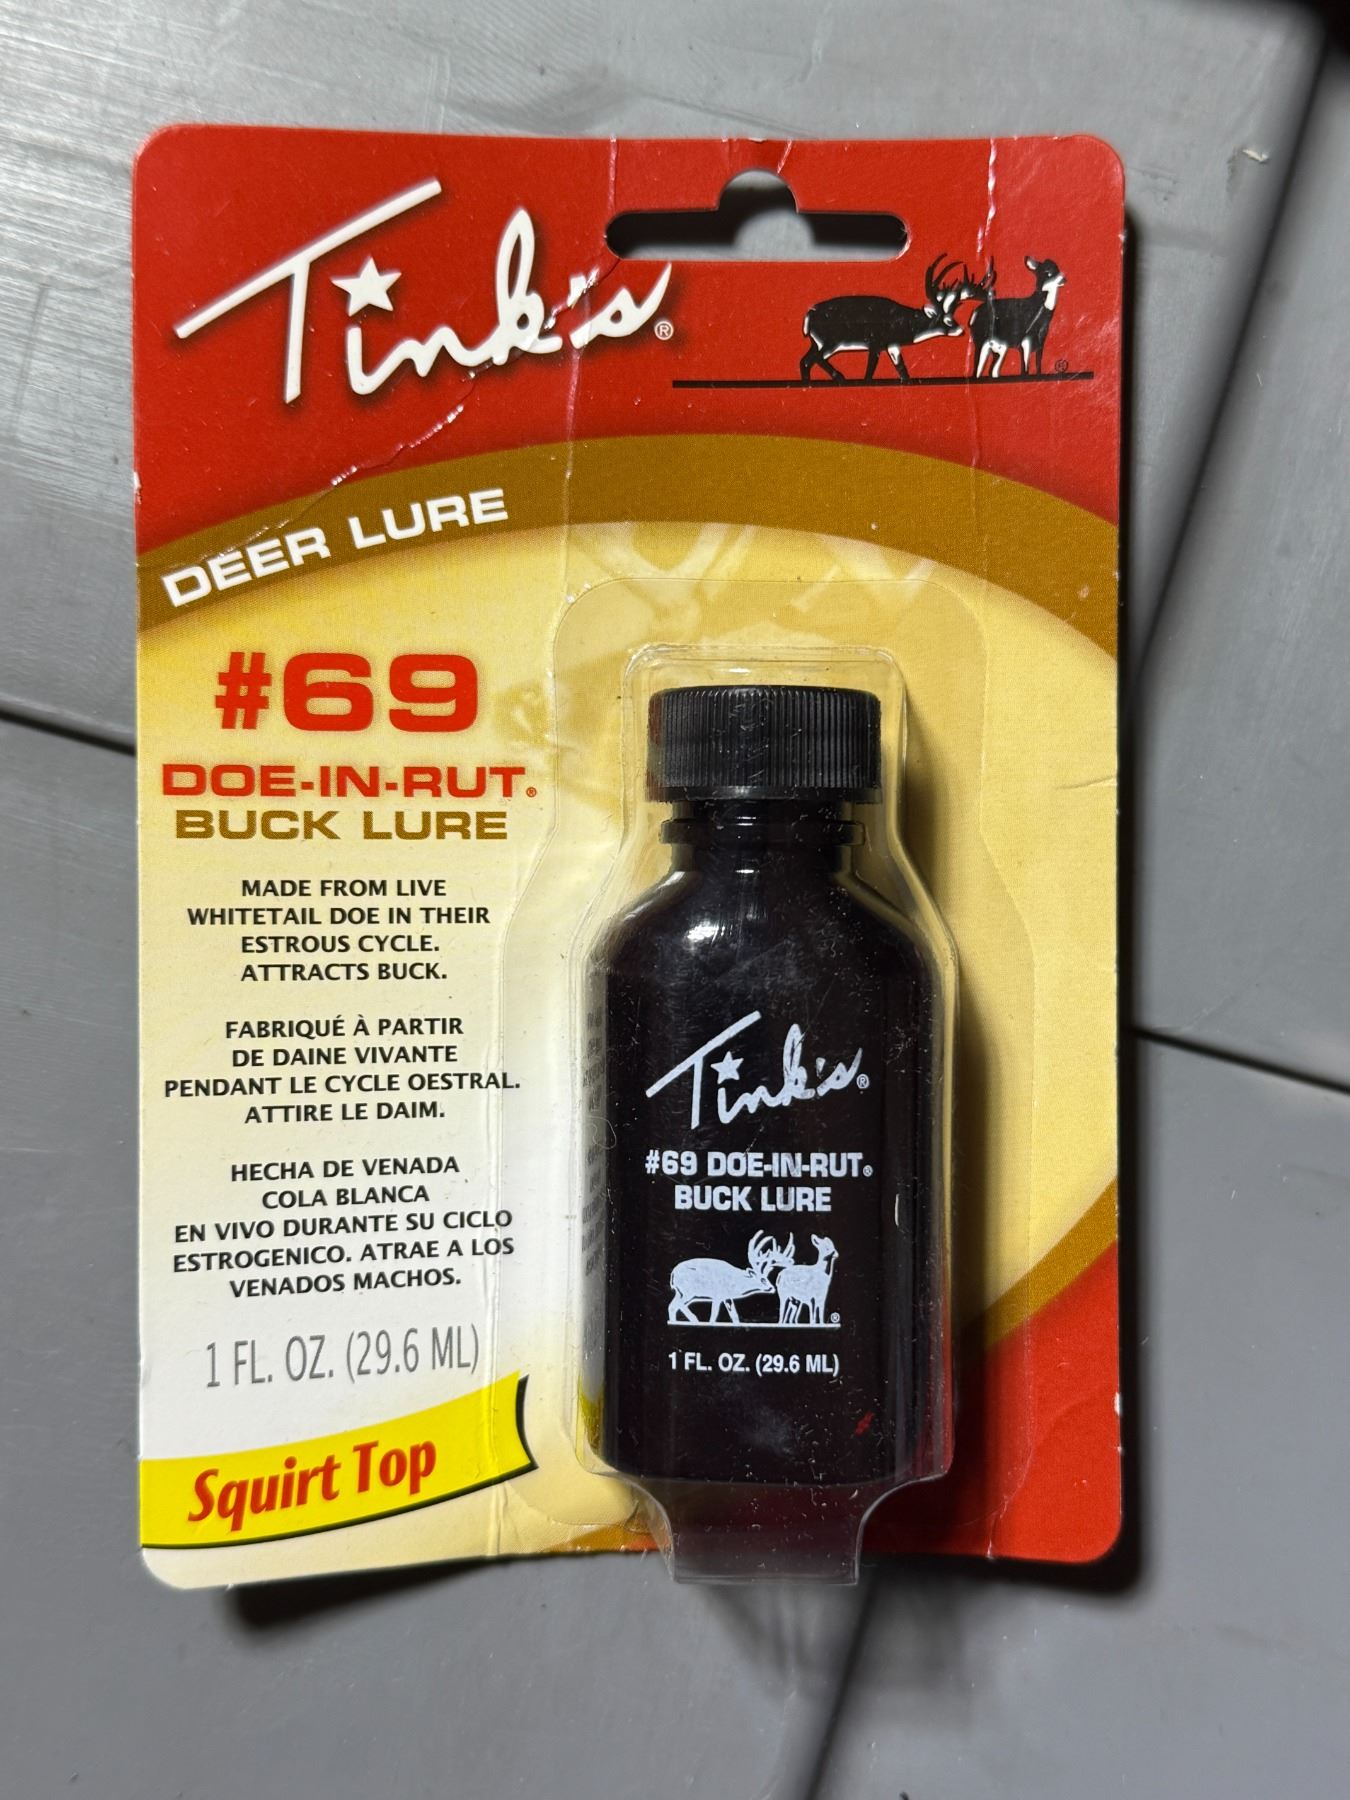 Tink's®
DEER LURE
#69
DOE-IN-RUT®
BUCK LURE
MADE FROM LIVE
WHITETAIL DOE IN THEIR
ESTROUS CYCLE.
ATTRACTS BUCK.
FABRIQUÉ À PARTIR
DE DAINE VIVANTE
PENDANT LE CYCLE OESTRAL.
ATTIRE LE DAIM.
HECHA DE VENADA
COLA BLANCA
EN VIVO DURANTE SU CICLO
ESTROGENICO. ATRAE A LOS
VENADOS MACHOS.
1 FL. OZ. (29.6 ML)
Squirt Top
Tink's®
#69 DOE-IN-RUT®
BUCK LURE
®
1 FL. OZ. (29.6 ML)